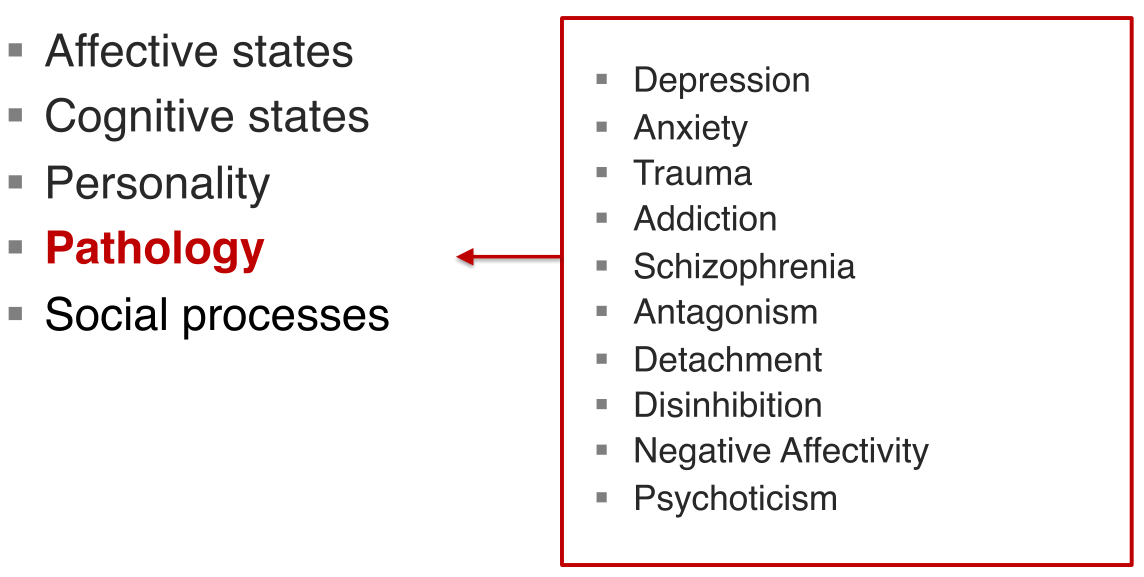 Affective states
Cognitive states
Personality
Pathology
Social processes
Depression
Anxiety
Trauma
Addiction
Schizophrenia
Antagonism
Detachment
Disinhibition
Negative Affectivity
Psychoticism